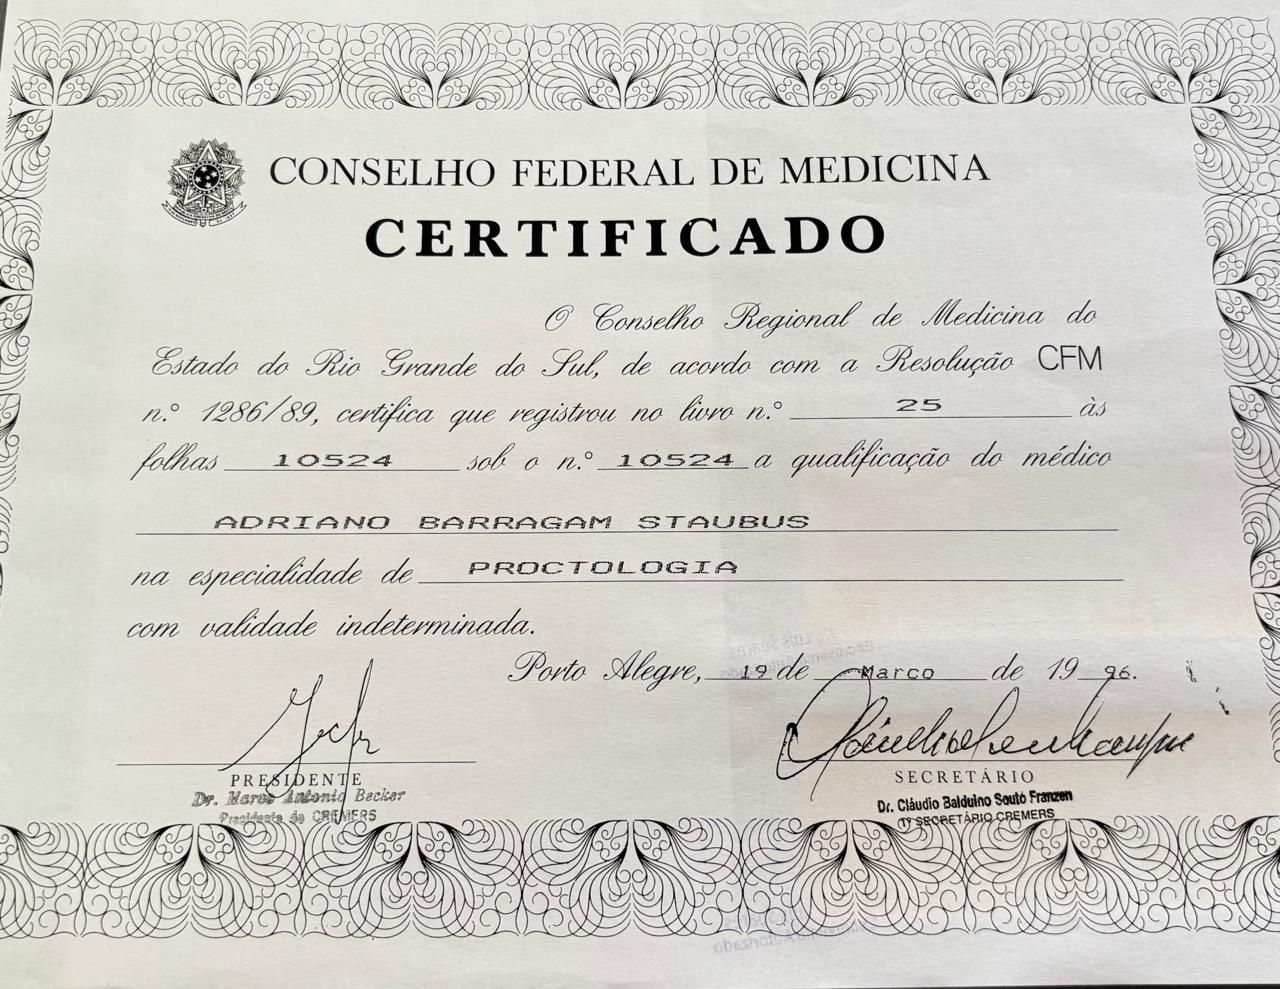 CONSELHO FEDERAL DE MEDICINA
CERTIFICADO
O Conselho Regional de Medicina do
Estado do Rio Grande do Sul, de acordo com a Resolução CFM
n.º 1286/89, certifica que registrou no livro n.º 25 às
folhas 10524 sob o n.º 10524 a qualificação do médico
ADRIANO BARRAGAM STAUBUS
na especialidade de PROCTOLOGIA
com validade indeterminada.
Porto Alegre, 19 de Marco de 19 96.
PRESIDENTE
Dr. Marco Antonio Becker
Presidente do CREMERS
SECRETÁRIO
Dr. Cláudio Balduíno Souto Franzen
1º SECRETÁRIO CREMERS